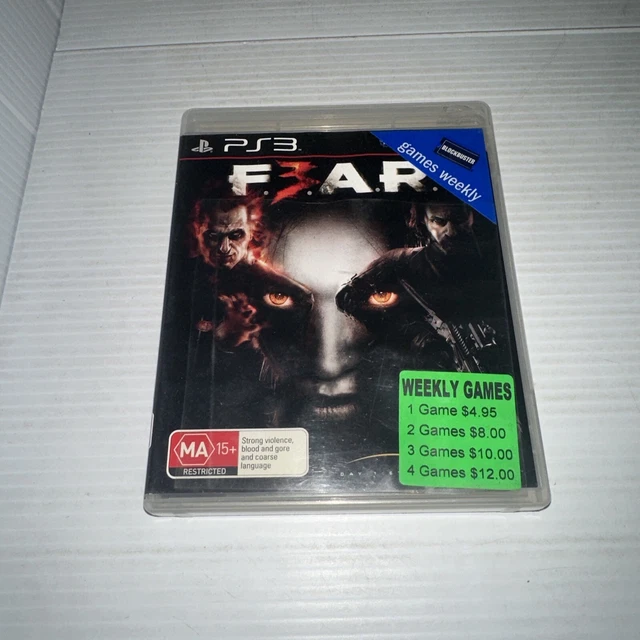 PS3
BLOCKBUSTER
games weekly
F.3.A.R.
WEEKLY GAMES
1 Game $4.95
2 Games $8.00
3 Games $10.00
4 Games $12.00
MA 15+
RESTRICTED
Strong violence,
blood and gore
and coarse
language